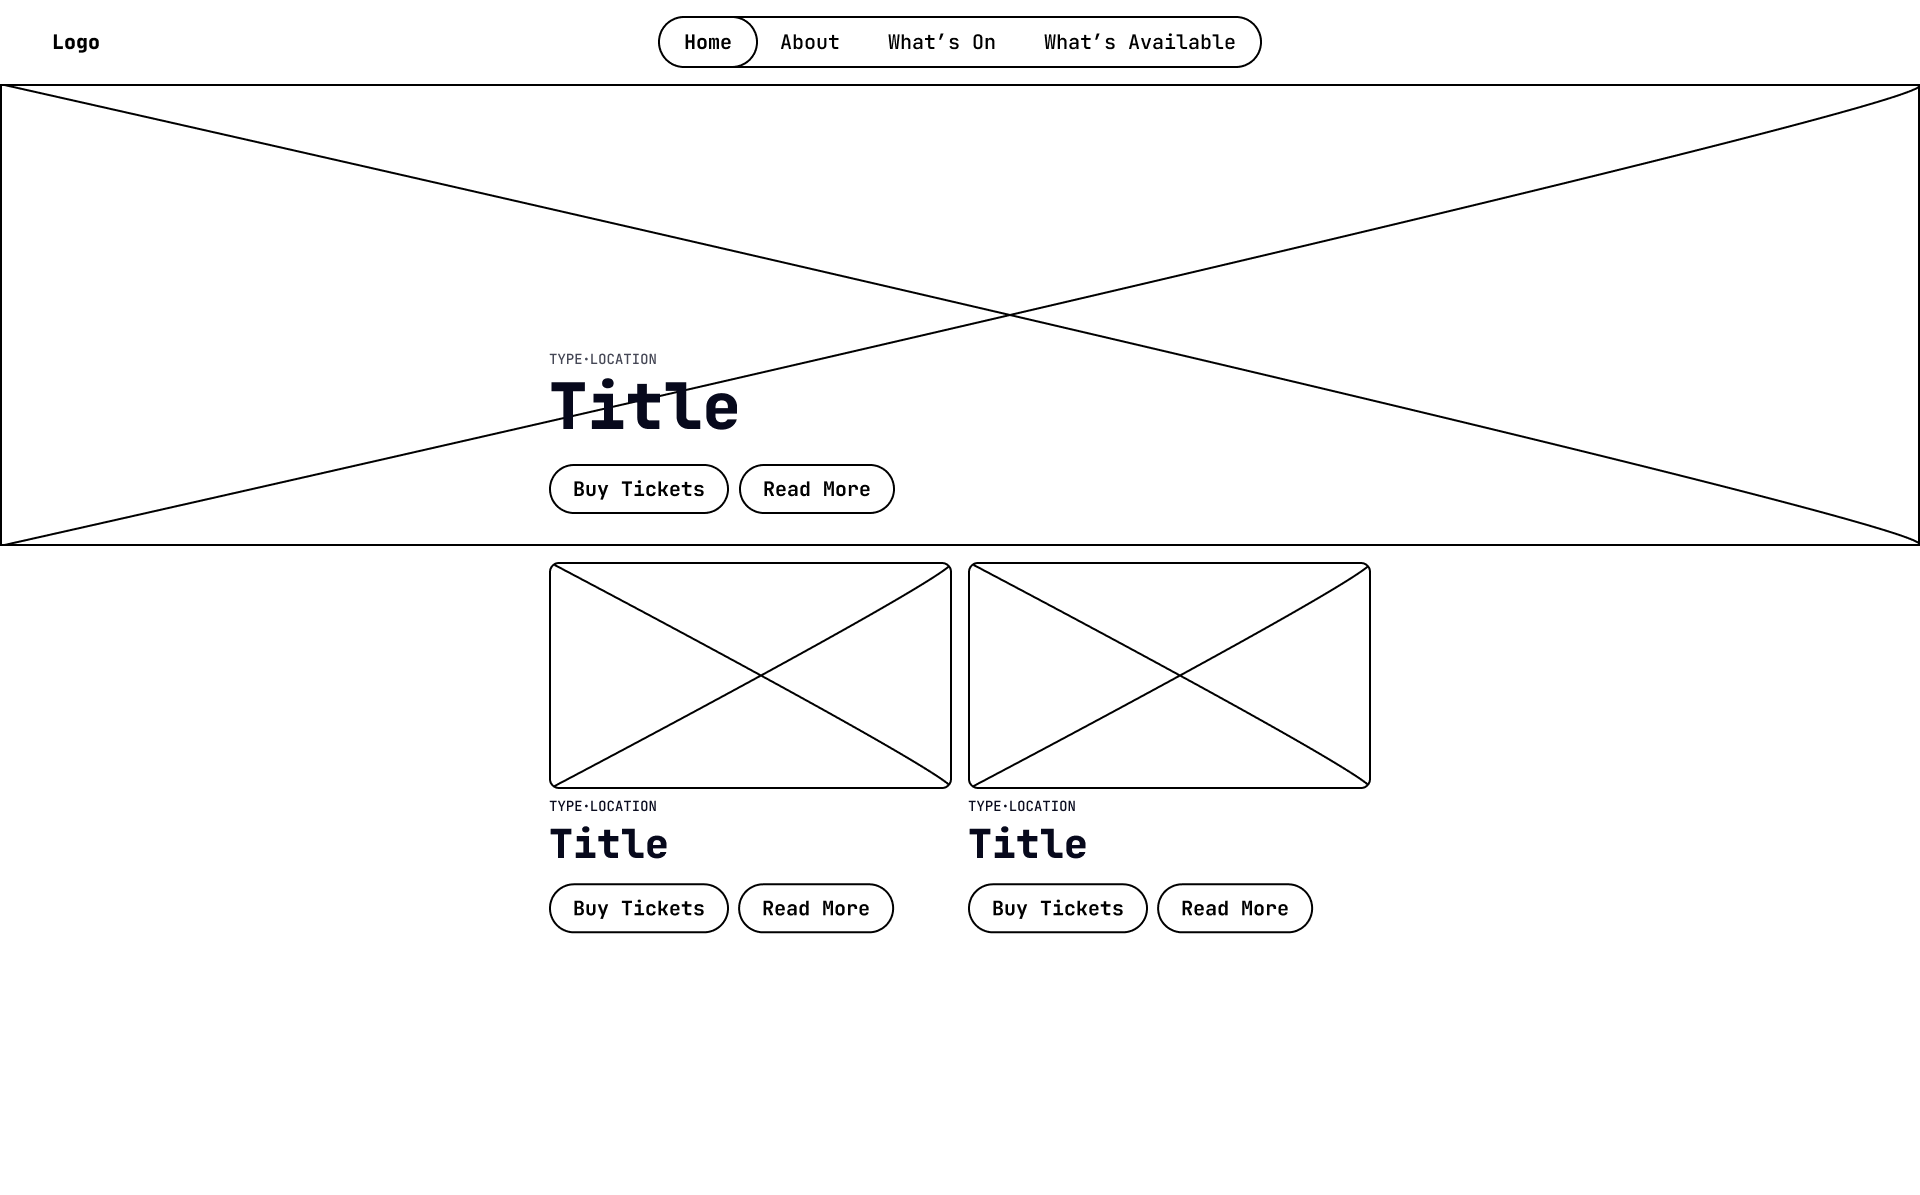 Logo
Home About What’s On What’s Available
TYPE·LOCATION
Title
Buy Tickets Read More
TYPE·LOCATION
Title
Buy Tickets Read More
TYPE·LOCATION
Title
Buy Tickets Read More